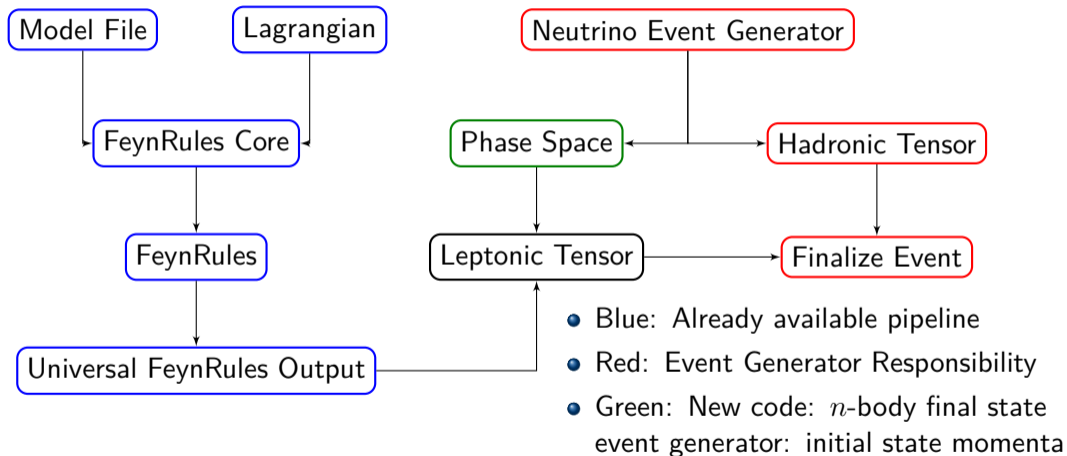 Model File
Lagrangian
Neutrino Event Generator
FeynRules Core
Phase Space
Hadronic Tensor
FeynRules
Leptonic Tensor
Finalize Event
Universal FeynRules Output
Blue: Already available pipeline
Red: Event Generator Responsibility
Green: New code: n-body final state
event generator: initial state momenta